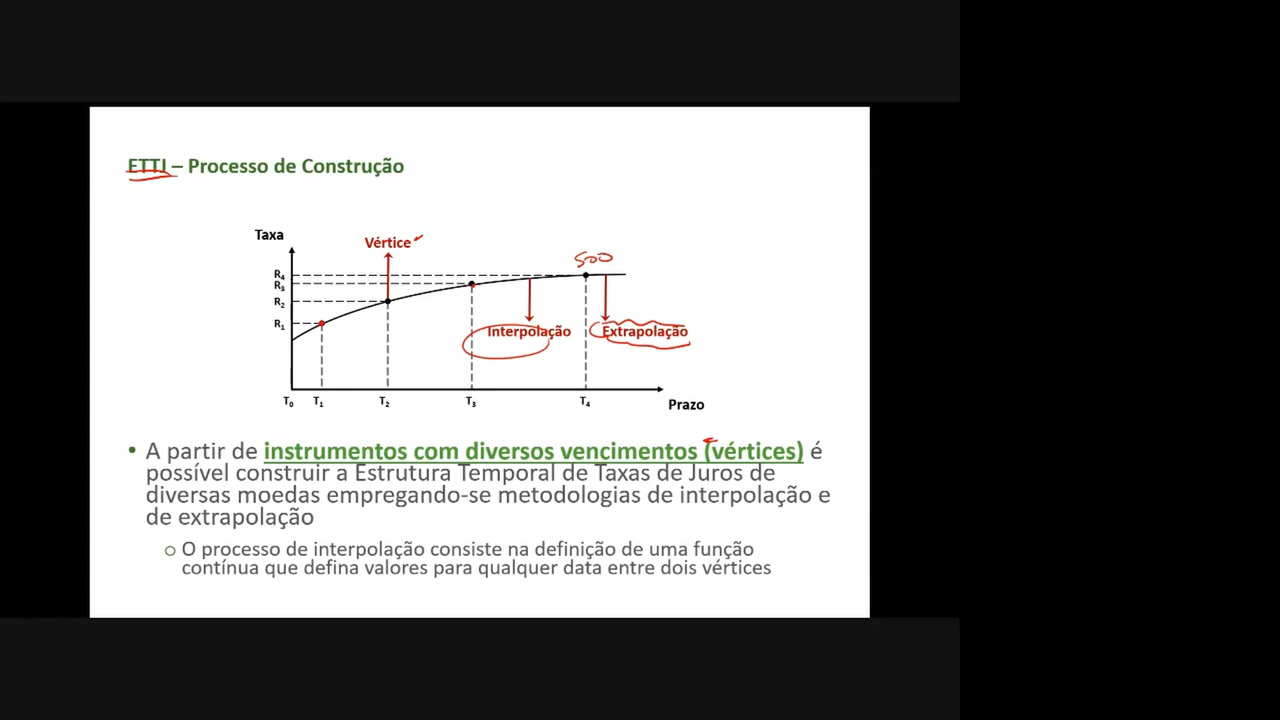 ETTJ – Processo de Construção
Taxa
Vértice
500
R4
R3
R2
R1
Interpolação
Extrapolação
T0 T1 T2 T3 T4
Prazo
• A partir de instrumentos com diversos vencimentos (vértices) é
possível construir a Estrutura Temporal de Taxas de Juros de
diversas moedas empregando-se metodologias de interpolação e
de extrapolação
o O processo de interpolação consiste na definição de uma função
contínua que defina valores para qualquer data entre dois vértices